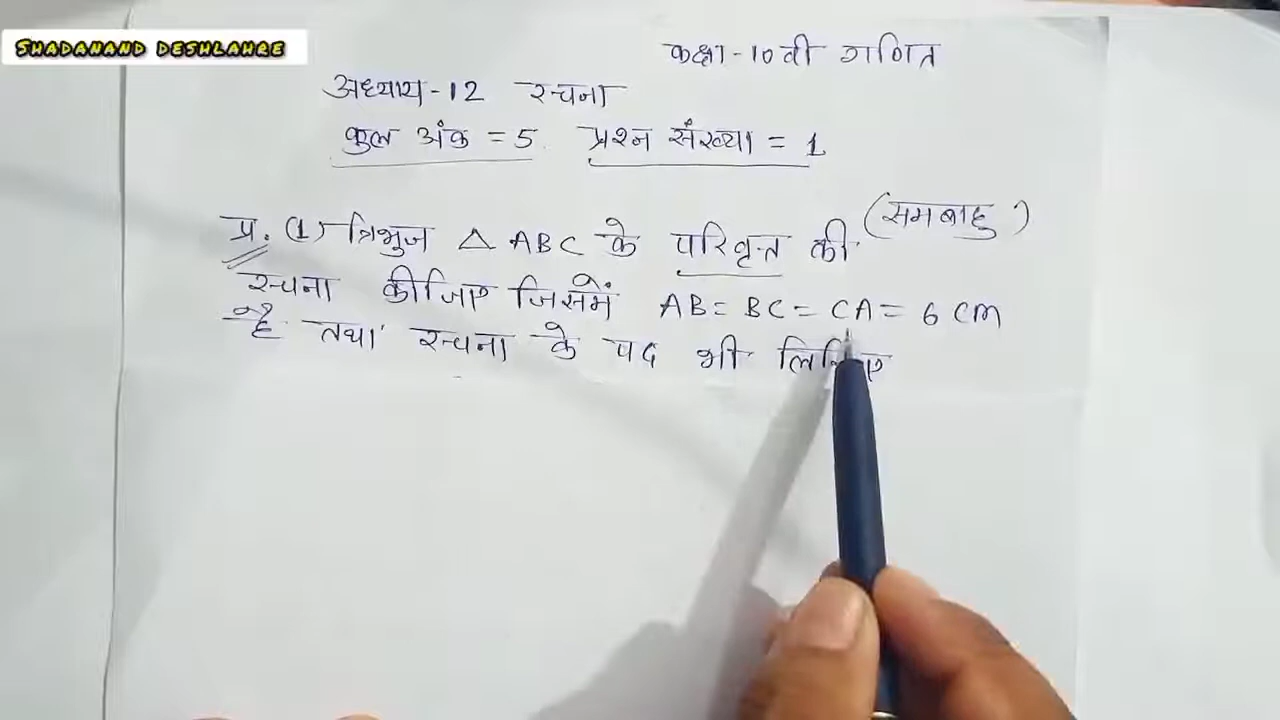 SHADANAND DESHLAHRE
कक्षा - 10 वी गणित
अध्याय - 12 रचना
कुल अंक = 5 प्रश्न संख्या = 1
(समबाहु)
प्र. (1) त्रिभुज △ ABC के परिवृत्त की
रचना कीजिए जिसमें AB = BC = CA = 6 CM
है तथा रचना के पद भी लिखिए